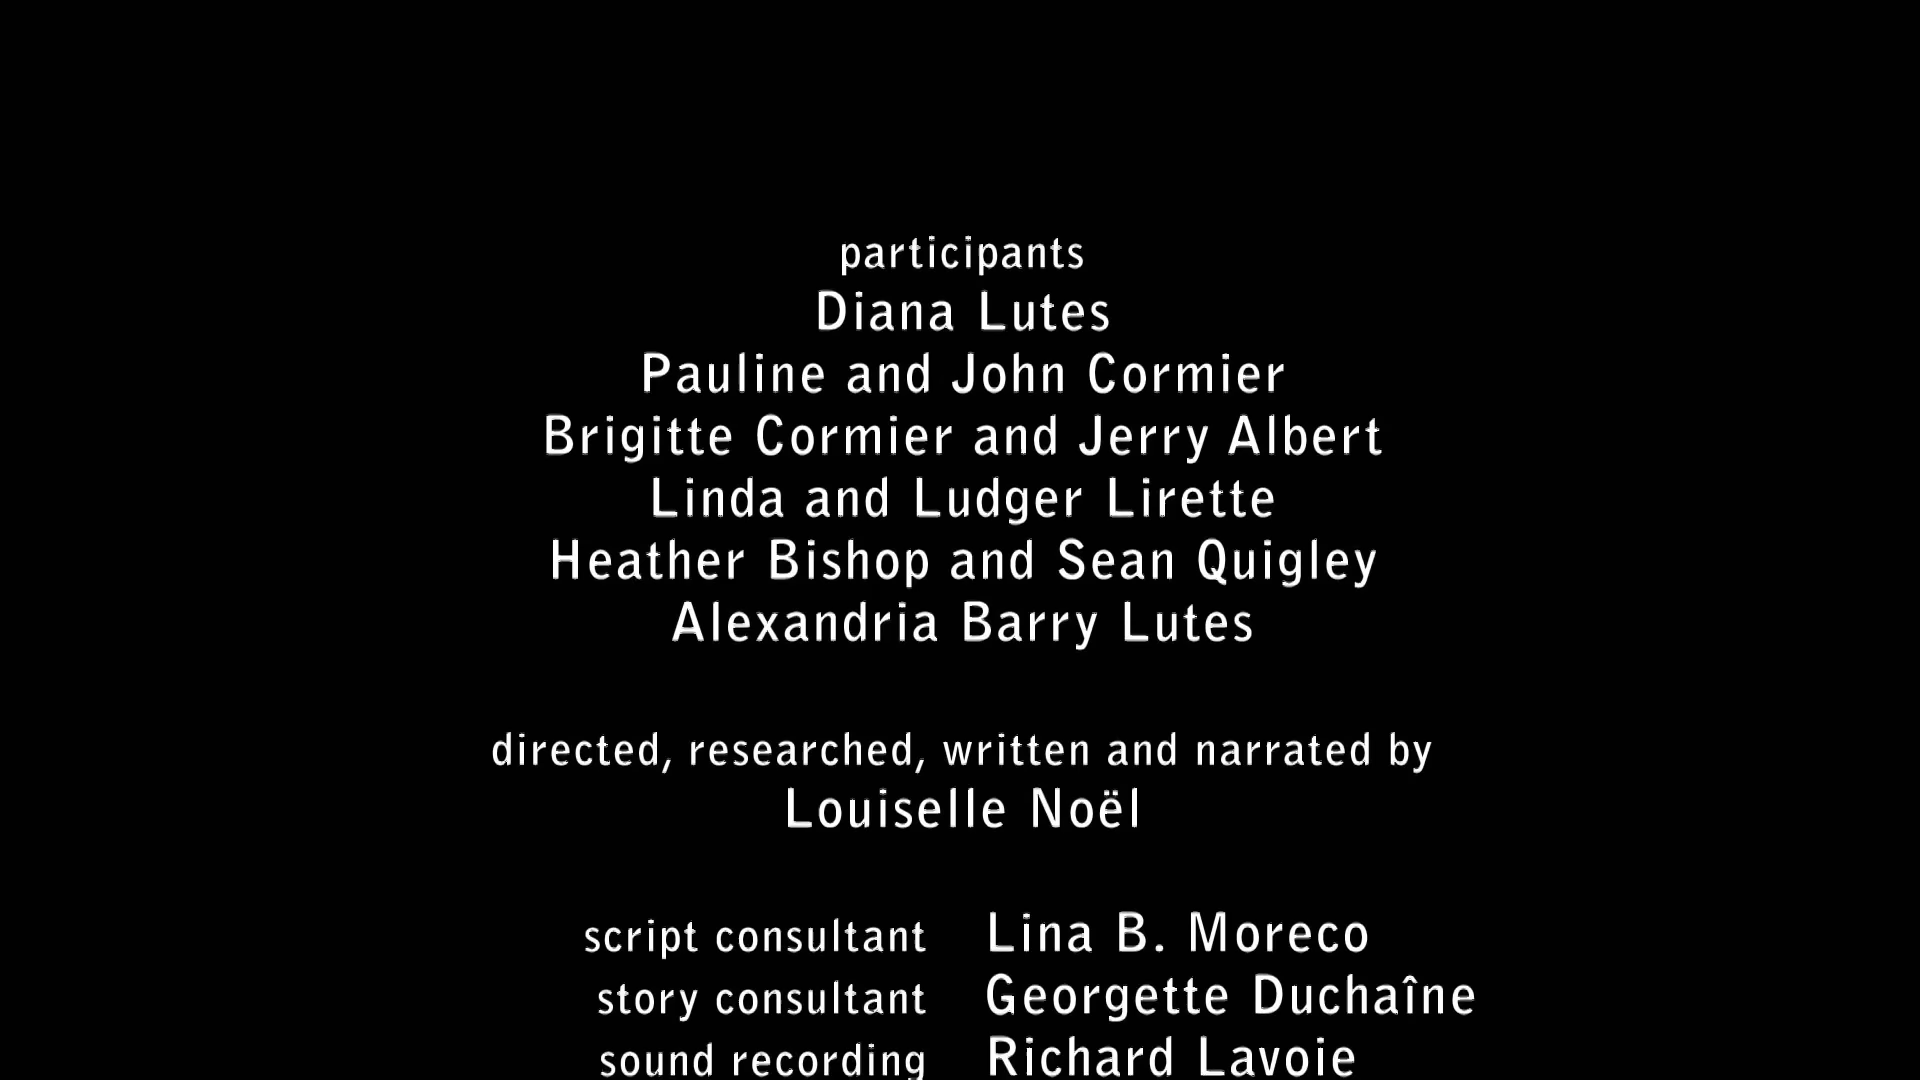 participants
Diana Lutes
Pauline and John Cormier
Brigitte Cormier and Jerry Albert
Linda and Ludger Lirette
Heather Bishop and Sean Quigley
Alexandria Barry Lutes
directed, researched, written and narrated by
Louiselle Noël
script consultant Lina B. Moreco
story consultant Georgette Duchaîne
sound recording Richard Lavoie